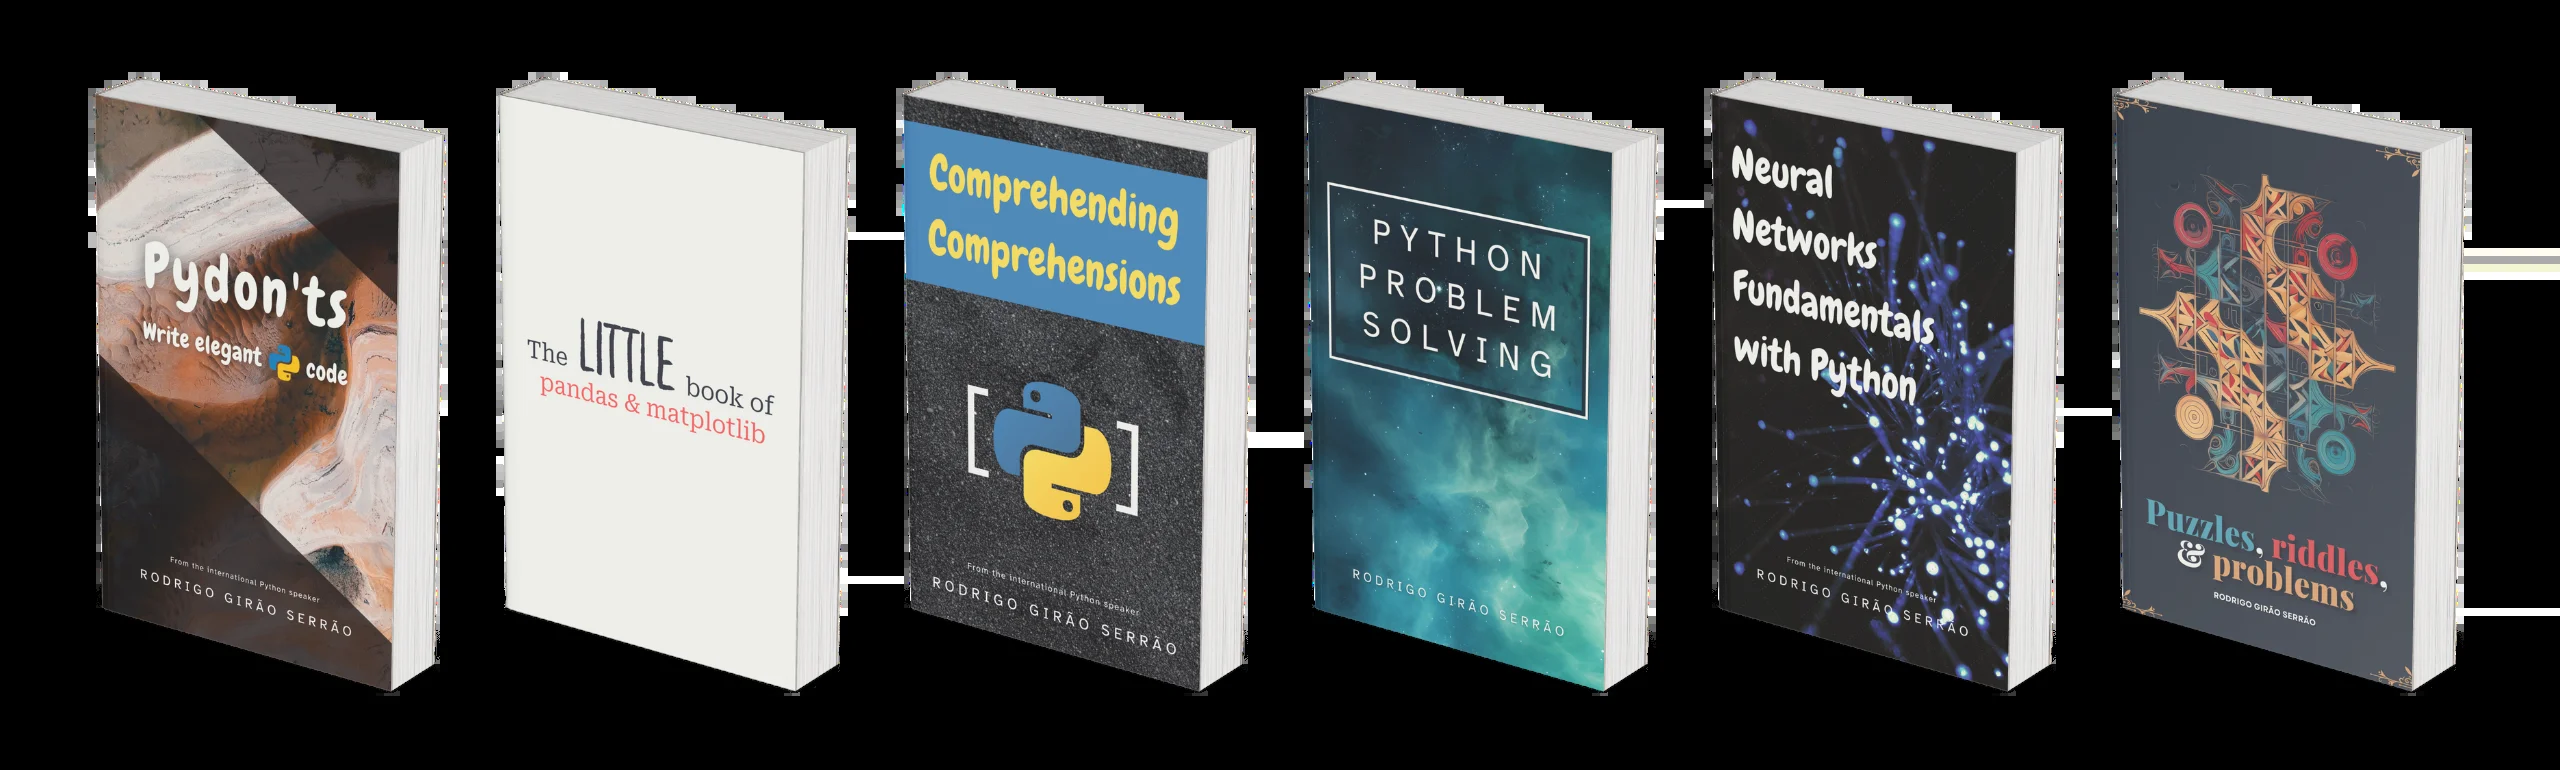 Pydon'ts
Write elegant code
From the international Python speaker
RODRIGO GIRÃO SERRÃO
The LITTLE book of
pandas & matplotlib
Comprehending
Comprehensions
[ ]
From the international Python speaker
RODRIGO GIRÃO SERRÃO
PYTHON
PROBLEM
SOLVING
RODRIGO GIRÃO SERRÃO
Neural
Networks
Fundamentals
with Python
From the international Python speaker
RODRIGO GIRÃO SERRÃO
Puzzles, riddles,
& problems
RODRIGO GIRÃO SERRÃO